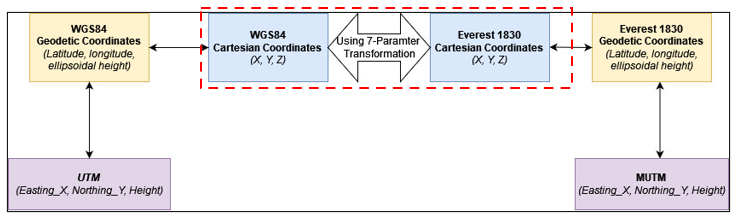 WGS84
Geodetic Coordinates
(Latitude, longitude,
ellipsoidal height)
WGS84
Cartesian Coordinates
(X, Y, Z)
Using 7-Paramter
Transformation
Everest 1830
Cartesian Coordinates
(X, Y, Z)
Everest 1830
Geodetic Coordinates
(Latitude, longitude,
ellipsoidal height)
UTM
(Easting_X, Northing_Y, Height)
MUTM
(Easting_X, Northing_Y, Height)